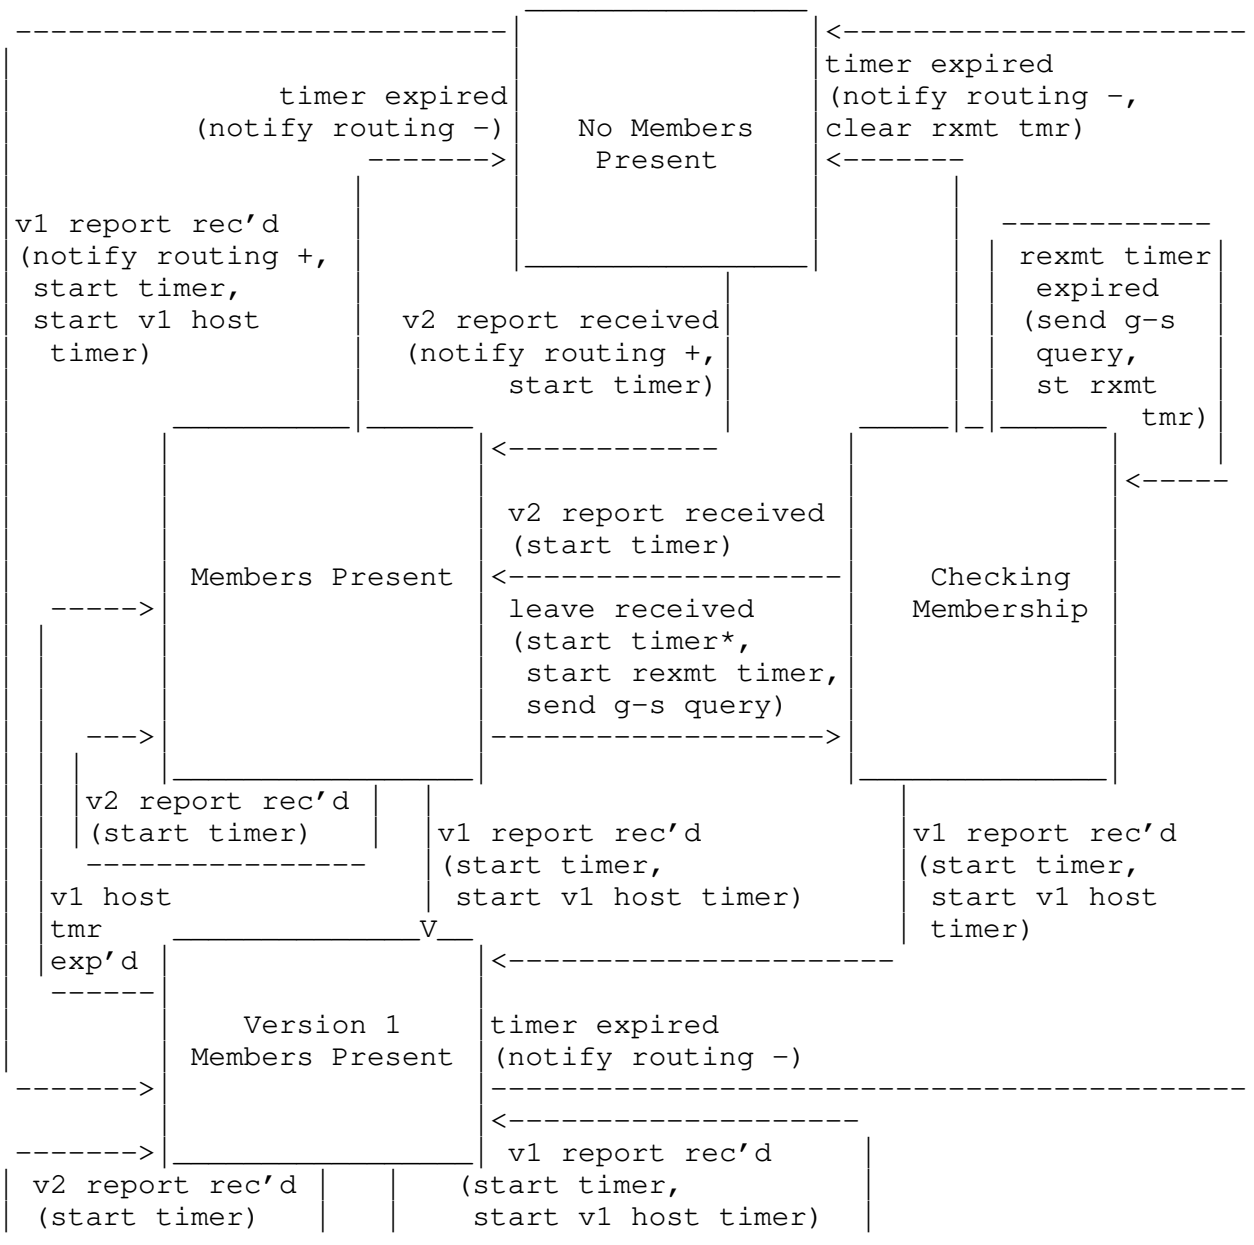 timer expired
timer expired
(notify routing -,
(notify routing -)
No Members
clear rxmt tmr)
Present
v1 report rec'd
(notify routing +,
rexmt timer
start timer,
expired
start v1 host
v2 report received
(send g-s
timer)
(notify routing +,
query,
start timer)
st rxmt
tmr)
v2 report received
(start timer)
Members Present
Checking
leave received
Membership
(start timer*,
start rexmt timer,
send g-s query)
v2 report rec'd
(start timer)
v1 report rec'd
v1 report rec'd
(start timer,
(start timer,
v1 host
start v1 host timer)
start v1 host
tmr
V
timer)
exp'd
Version 1
timer expired
Members Present
(notify routing -)
v1 report rec'd
v2 report rec'd
(start timer,
(start timer)
start v1 host timer)